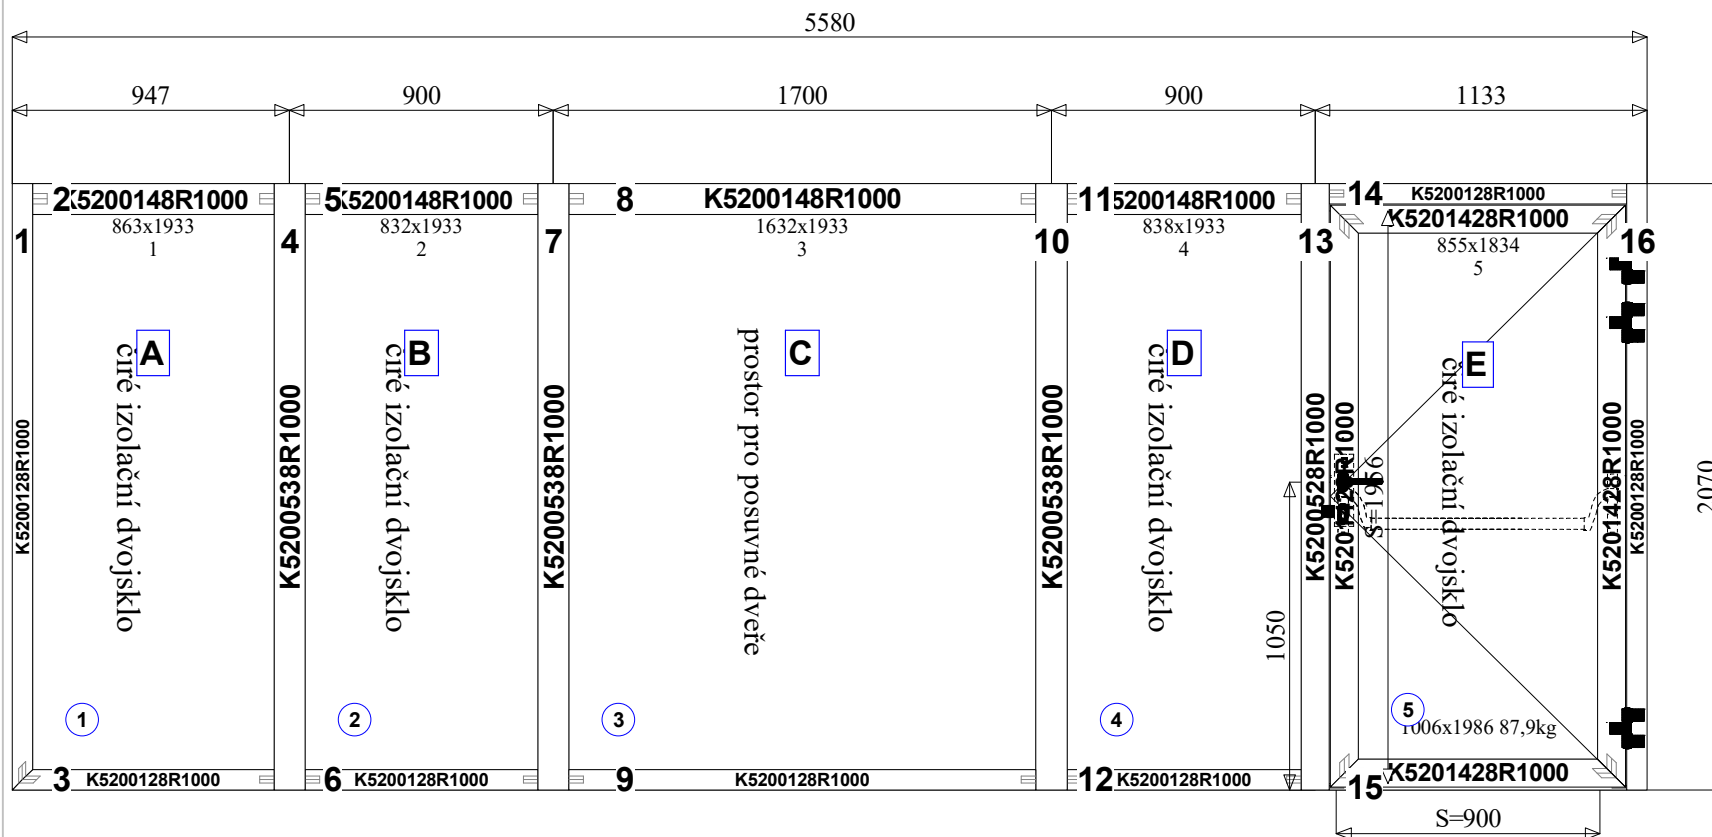 5580
947
900
1700
900
1133
2
K5200148R1000
5
K5200148R1000
8
K5200148R1000
11
K5200148R1000
14
K5200128R1000
K5201428R1000
863x1933
1
832x1933
2
1632x1933
3
838x1933
4
855x1834
5
1
4
7
10
13
16
A
B
C
D
E
čiré izolační dvojsklo
čiré izolační dvojsklo
prostor pro posuvné dveře
čiré izolační dvojsklo
čiré izolační dvojsklo
K5200128R1000
K5200538R1000
K5200538R1000
K5200538R1000
K5200528R1000
K5201428R1000
S=1956
K5201428R1000
K5200128R1000
2070
1050
1
2
3
4
5
1006x1986 87,9kg
3
K5200128R1000
6
K5200128R1000
9
K5200128R1000
12
K5200128R1000
15
K5201428R1000
S=900